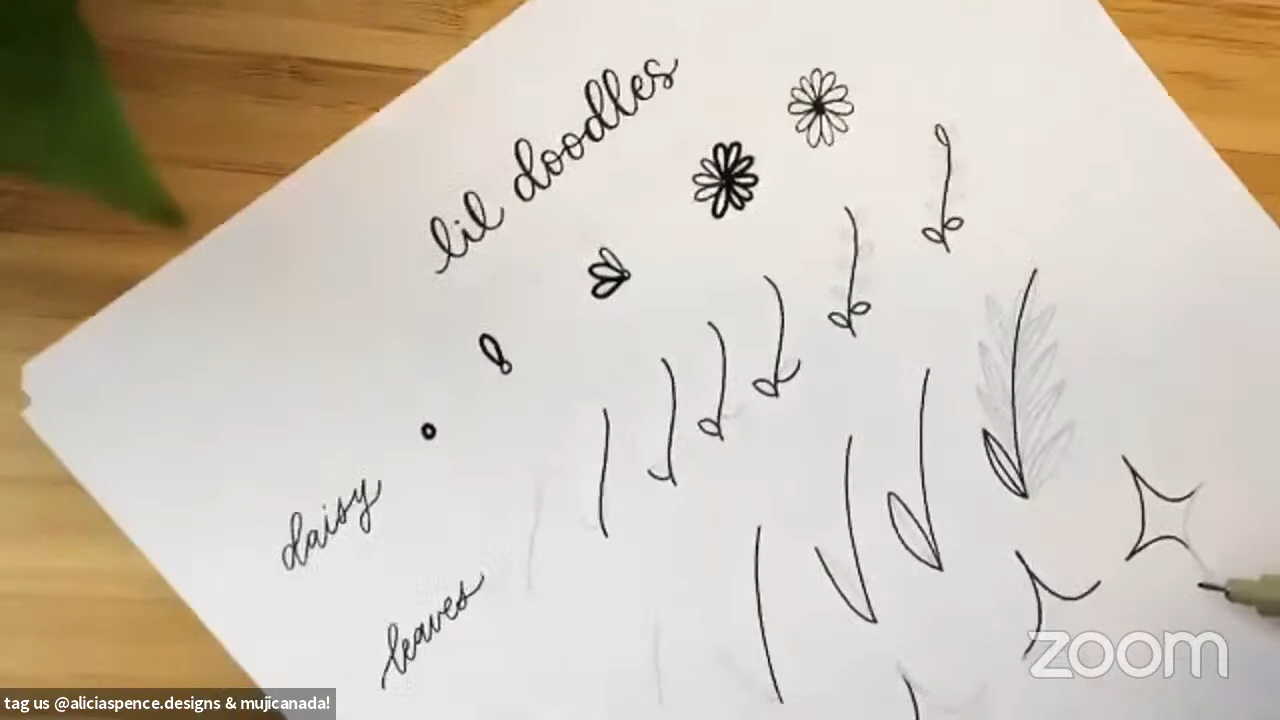 lil doodles
daisy
leaves
zoom
tag us @aliciaspence.designs & mujicanada!